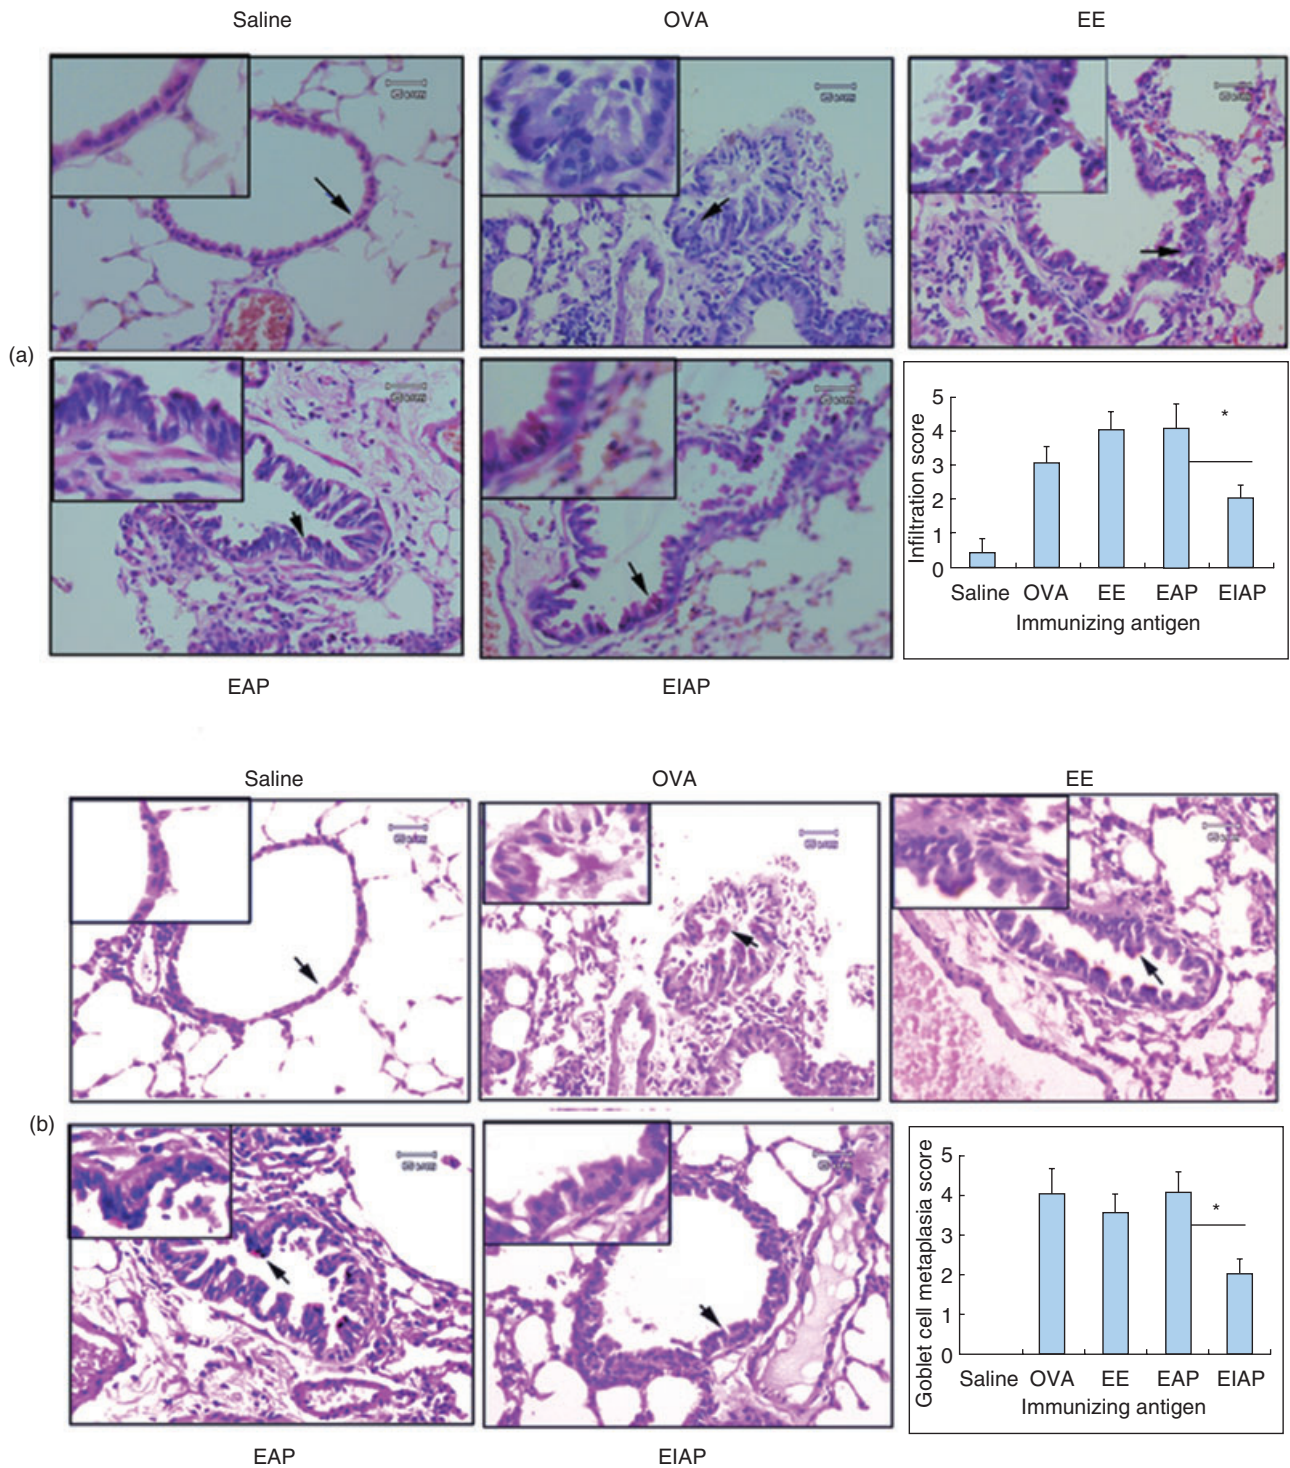 Saline OVA EE
(a)
5
4
3
2
1
0
Infiltration score
*
Saline OVA EE EAP EIAP
Immunizing antigen
EAP EIAP
Saline OVA EE
(b)
5
4
3
2
1
0
Goblet cell metaplasia score
*
Saline OVA EE EAP EIAP
Immunizing antigen
EAP EIAP